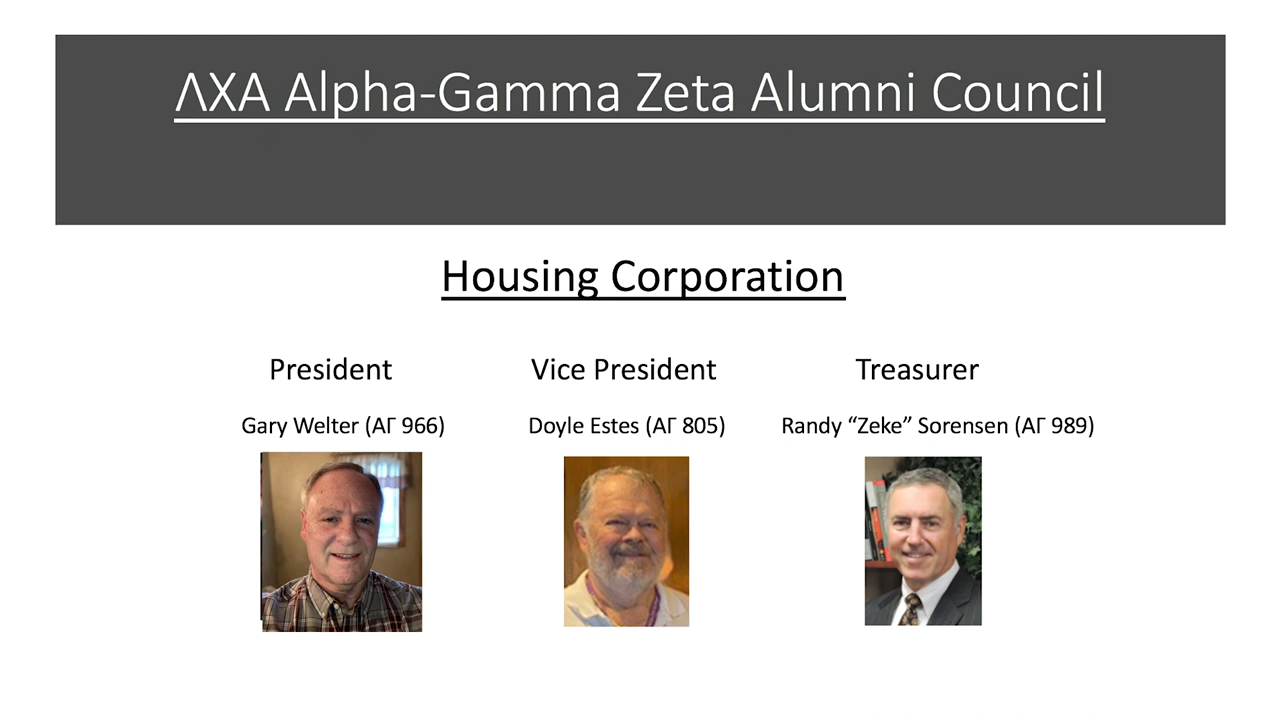 ΛΧΑ Alpha-Gamma Zeta Alumni Council
Housing Corporation
President Vice President Treasurer
Gary Welter (ΑΓ 966) Doyle Estes (ΑΓ 805) Randy “Zeke” Sorensen (ΑΓ 989)